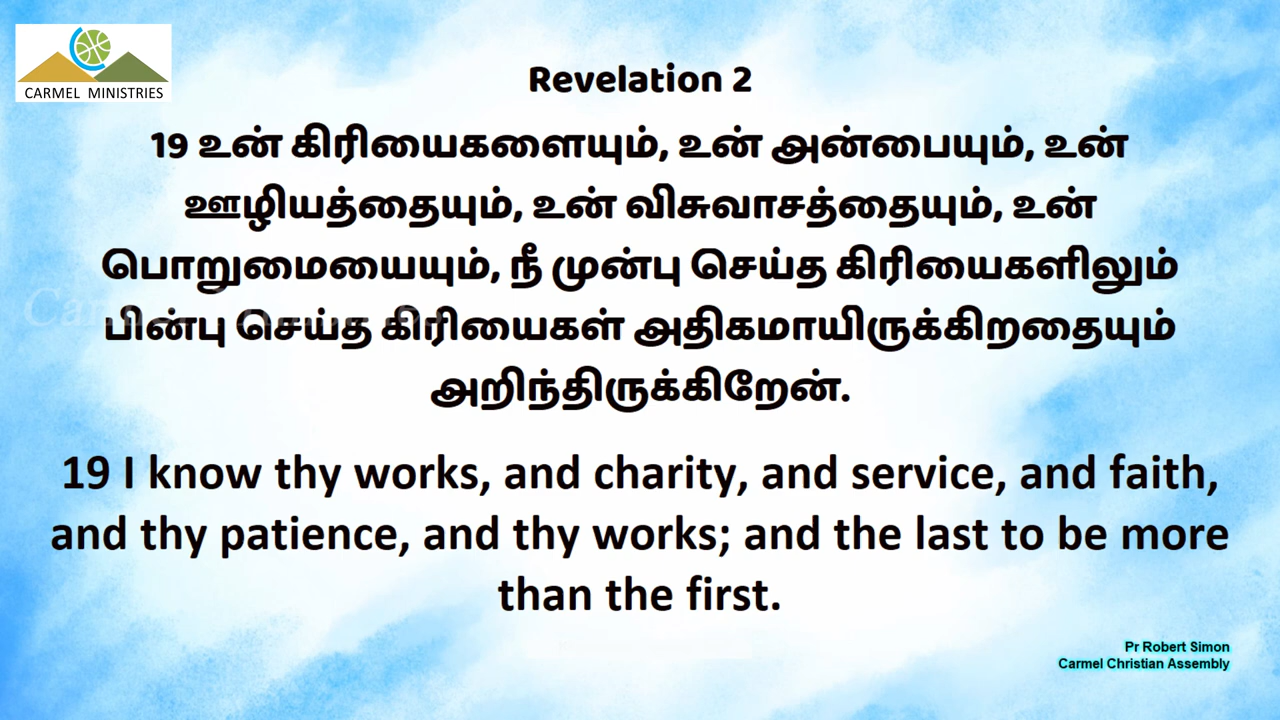 CARMEL MINISTRIES
Revelation 2
19 உன் கிரியைகளையும், உன் அன்பையும், உன்
ஊழியத்தையும், உன் விசுவாசத்தையும், உன்
பொறுமையையும், நீ முன்பு செய்த கிரியைகளிலும்
பின்பு செய்த கிரியைகள் அதிகமாயிருக்கிறதையும்
அறிந்திருக்கிறேன்.
19 I know thy works, and charity, and service, and faith,
and thy patience, and thy works; and the last to be more
than the first.
Pr Robert Simon
Carmel Christian Assembly